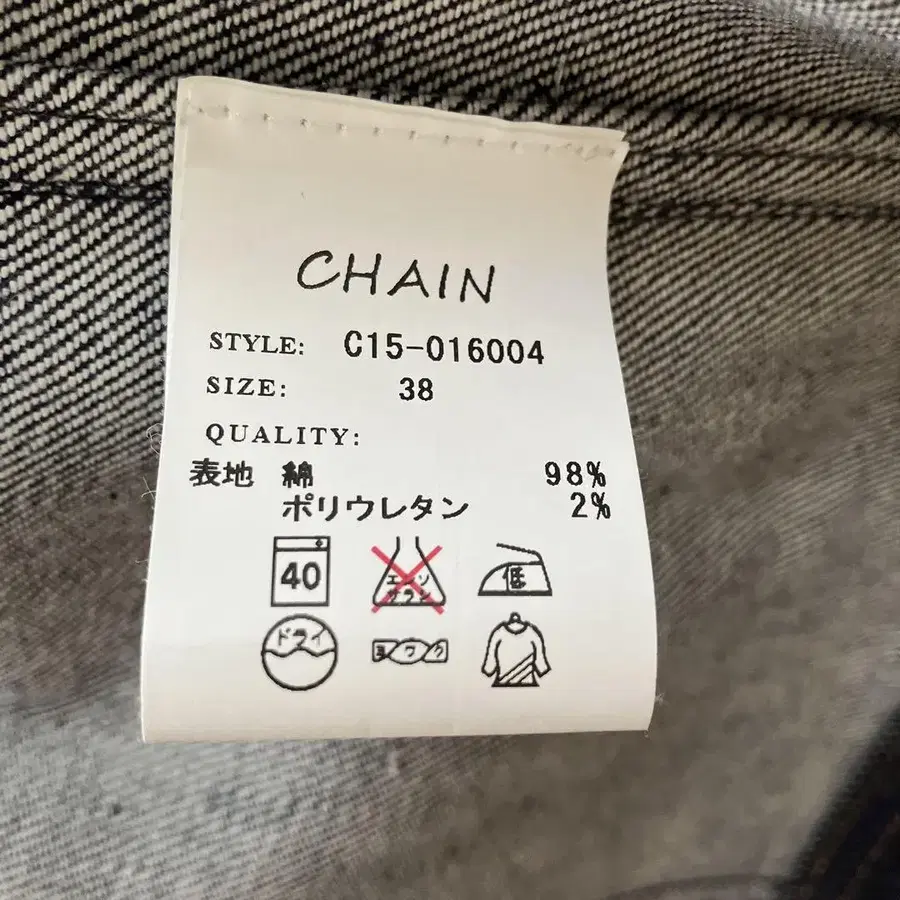 CHAIN
STYLE: C15-016004
SIZE: 38
QUALITY:
表地 綿 98%
ポリウレタン 2%
40 エンソサラシ 低
ドライ ヨワク